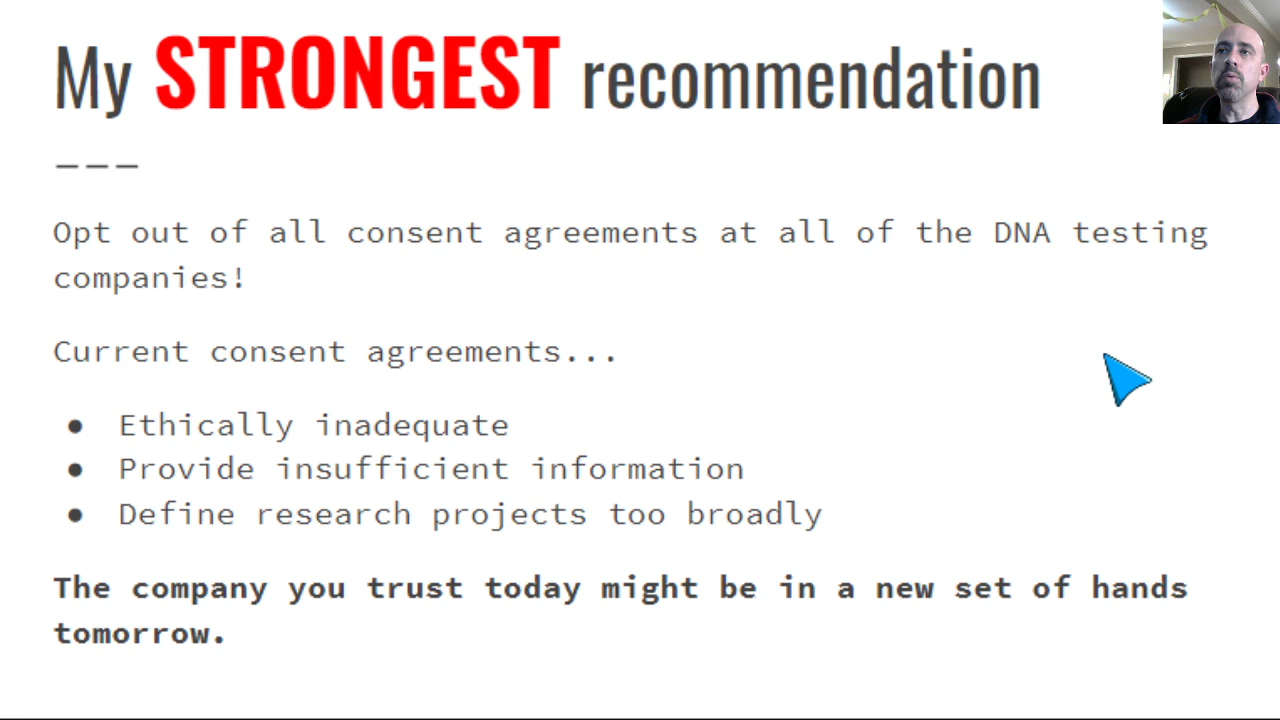 My STRONGEST recommendation
Opt out of all consent agreements at all of the DNA testing
companies!
Current consent agreements...
● Ethically inadequate
● Provide insufficient information
● Define research projects too broadly
The company you trust today might be in a new set of hands
tomorrow.